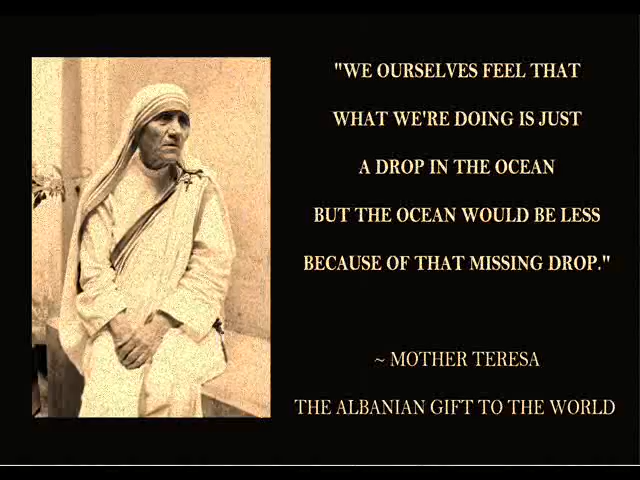 "WE OURSELVES FEEL THAT
WHAT WE'RE DOING IS JUST
A DROP IN THE OCEAN
BUT THE OCEAN WOULD BE LESS
BECAUSE OF THAT MISSING DROP."
~ MOTHER TERESA
THE ALBANIAN GIFT TO THE WORLD